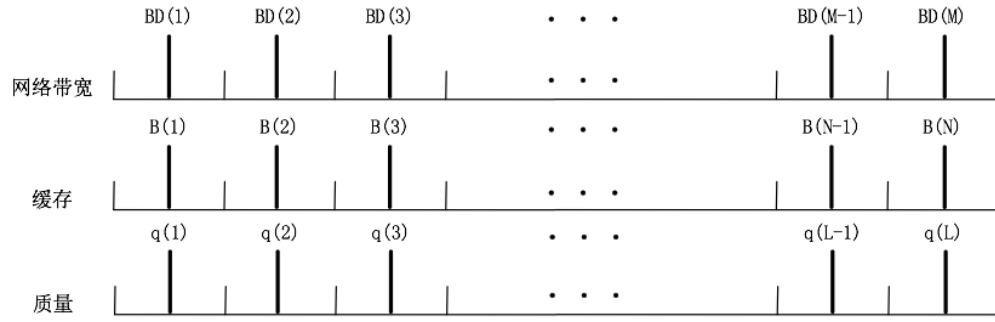 BD(1) BD(2) BD(3) BD(M-1) BD(M)
网络带宽
B(1) B(2) B(3) B(N-1) B(N)
缓存
q(1) q(2) q(3) q(L-1) q(L)
质量